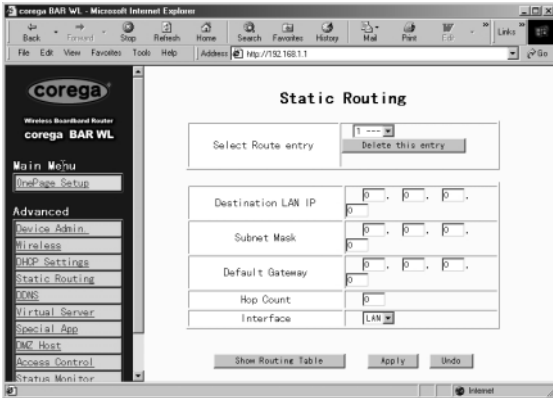 corega BAR WL - Microsoft Internet Explorer
Back Forward Stop Refresh Home Search Favorites History Mail Print Edit Links
File Edit View Favorites Tools Help Address http://192.168.1.1 Go
corega
Wireless Boardband Router
corega BAR WL
Main Menu
OnePage Setup
Advanced
Device Admin.
Wireless
DHCP Settings
Static Routing
DDNS
Virtual Server
Special App
DMZ Host
Access Control
Status Monitor
Static Routing
Select Route entry 1 ---
Delete this entry
Destination LAN IP 0 . 0 . 0 .
0
Subnet Mask 0 . 0 . 0 .
0
Default Gateway 0 . 0 . 0 .
0
Hop Count 0
Interface LAN
Show Routing Table Apply Undo
Internet